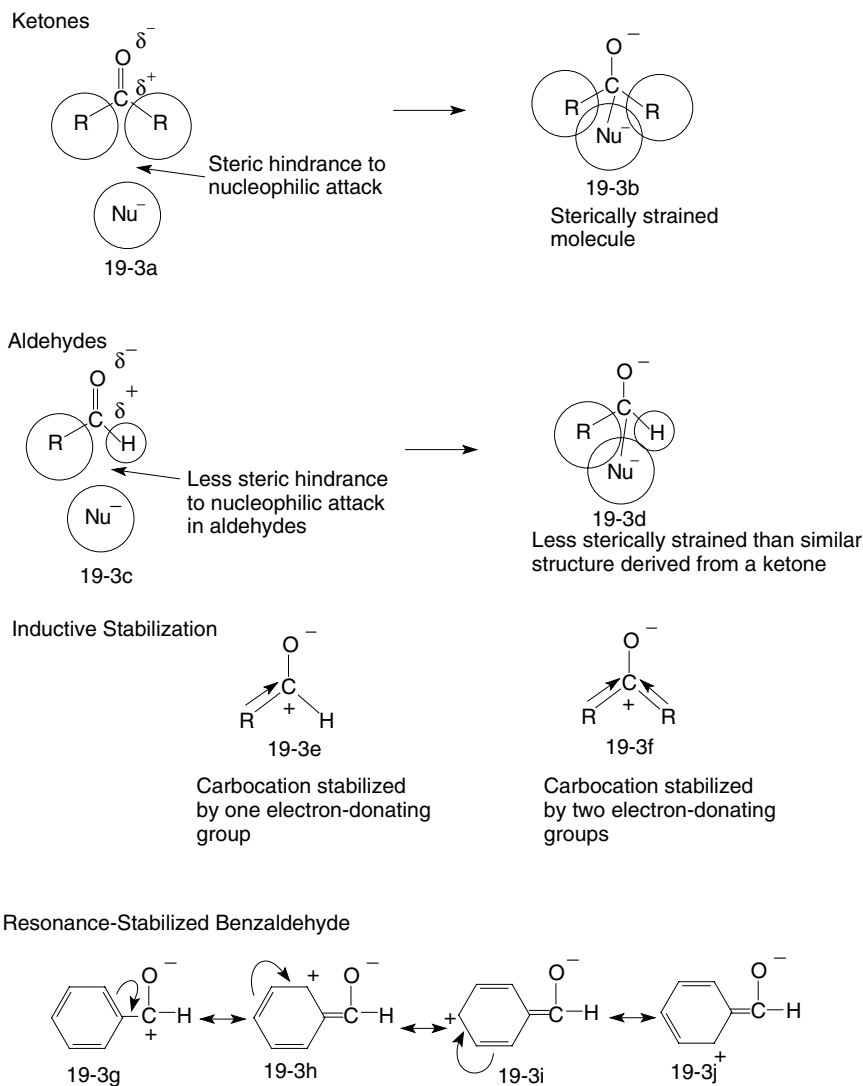 Ketones
δ⁻
O
δ⁺
C
R R
Steric hindrance to
nucleophilic attack
Nu⁻
19-3a
O⁻
C
R R
Nu⁻
19-3b
Sterically strained
molecule
Aldehydes
δ⁻
O
δ⁺
C
R H
Less steric hindrance
to nucleophilic attack
in aldehydes
Nu⁻
19-3c
O⁻
C
R H
Nu⁻
19-3d
Less sterically strained than similar
structure derived from a ketone
Inductive Stabilization
O⁻
C
+
R H
19-3e
Carbocation stabilized
by one electron-donating
group
O⁻
C
+
R R
19-3f
Carbocation stabilized
by two electron-donating
groups
Resonance-Stabilized Benzaldehyde
O⁻
C–H
+
19-3g
+
O⁻
C–H
19-3h
O⁻
+
C–H
19-3i
O⁻
C–H
+
19-3j